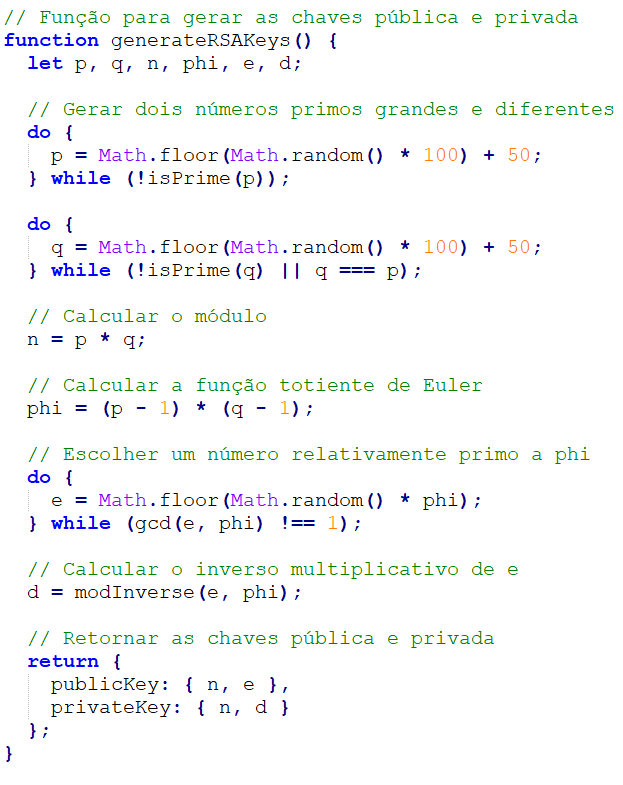 // Função para gerar as chaves pública e privada
function generateRSAKeys() {
  let p, q, n, phi, e, d;

  // Gerar dois números primos grandes e diferentes
  do {
    p = Math.floor(Math.random() * 100) + 50;
  } while (!isPrime(p));

  do {
    q = Math.floor(Math.random() * 100) + 50;
  } while (!isPrime(q) || q === p);

  // Calcular o módulo
  n = p * q;

  // Calcular a função totiente de Euler
  phi = (p - 1) * (q - 1);

  // Escolher um número relativamente primo a phi
  do {
    e = Math.floor(Math.random() * phi);
  } while (gcd(e, phi) !== 1);

  // Calcular o inverso multiplicativo de e
  d = modInverse(e, phi);

  // Retornar as chaves pública e privada
  return {
    publicKey: { n, e },
    privateKey: { n, d }
  };
}